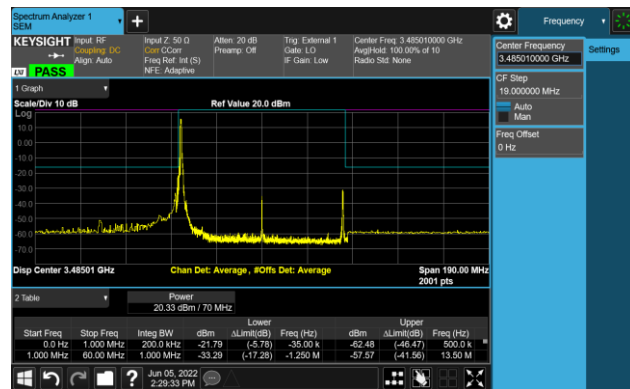 Spectrum Analyzer 1
SEM
Frequency
KEYSIGHT
Input: RF
Coupling: DC
Align: Auto
Input Z: 50 Ω
Corr CCorr
Freq Ref: Int (S)
NFE: Adaptive
Atten: 20 dB
Preamp: Off
Trig: External 1
Gate: LO
IF Gain: Low
Center Freq: 3.485010000 GHz
Avg|Hold: 100.00% of 10
Radio Std: None
LXI PASS
Center Frequency
3.485010000 GHz
Settings
CF Step
19.000000 MHz
Auto
Man
Freq Offset
0 Hz
1 Graph
Scale/Div 10 dB
Ref Value 20.0 dBm
Log
10.0
0.00
-10.0
-20.0
-30.0
-40.0
-50.0
-60.0
-70.0
Disp Center 3.48501 GHz
Chan Det: Average , #Offs Det: Average
Span 190.00 MHz
2001 pts
2 Table
Power
20.33 dBm / 70 MHz
Lower Upper
Start Freq Stop Freq Integ BW dBm ΔLimit(dB) Freq (Hz) dBm ΔLimit(dB) Freq (Hz)
0.0 Hz 1.000 MHz 200.0 kHz -21.79 (-5.78) -35.00 k -62.48 (-46.47) 500.0 k
1.000 MHz 60.00 MHz 1.000 MHz -33.29 (-17.28) -1.250 M -57.57 (-41.56) 13.50 M
Jun 05, 2022
2:29:33 PM